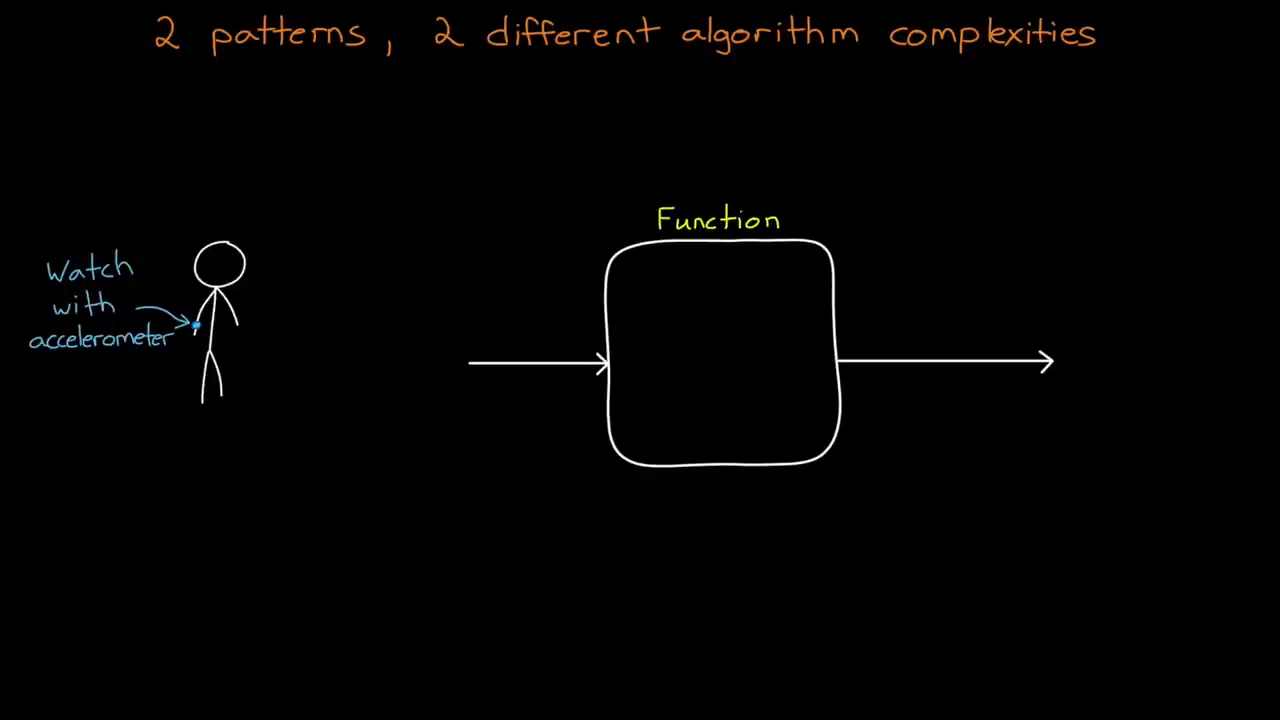 2 patterns, 2 different algorithm complexities
Function
Watch
with
accelerometer